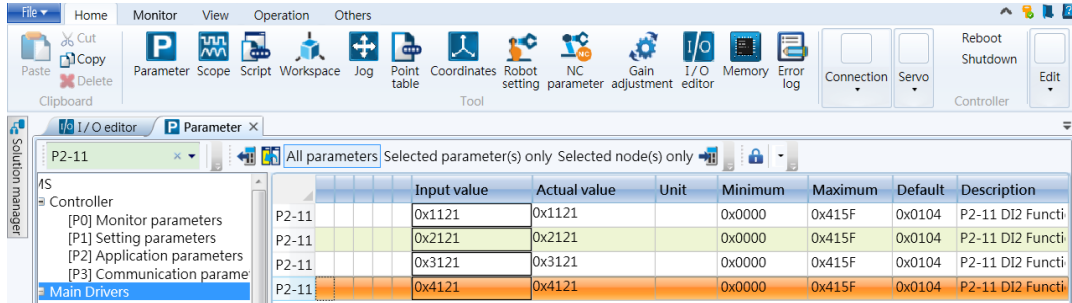 File Home Monitor View Operation Others
Paste Cut Copy Delete
Clipboard
Parameter Scope Script Workspace Jog Point table Coordinates Robot setting NC parameter Gain adjustment I/O editor Memory Error log
Tool
Connection Servo
Reboot
Shutdown
Controller
Edit
Solution manager
I/O I / O editor P Parameter ×
P2-11 × All parameters Selected parameter(s) only Selected node(s) only
MS
Controller
[P0] Monitor parameters
[P1] Setting parameters
[P2] Application parameters
[P3] Communication parame
Main Drivers
Input value Actual value Unit Minimum Maximum Default Description
P2-11 0x1121 0x1121 0x0000 0x415F 0x0104 P2-11 DI2 Functi
P2-11 0x2121 0x2121 0x0000 0x415F 0x0104 P2-11 DI2 Functi
P2-11 0x3121 0x3121 0x0000 0x415F 0x0104 P2-11 DI2 Functi
P2-11 0x4121 0x4121 0x0000 0x415F 0x0104 P2-11 DI2 Functi